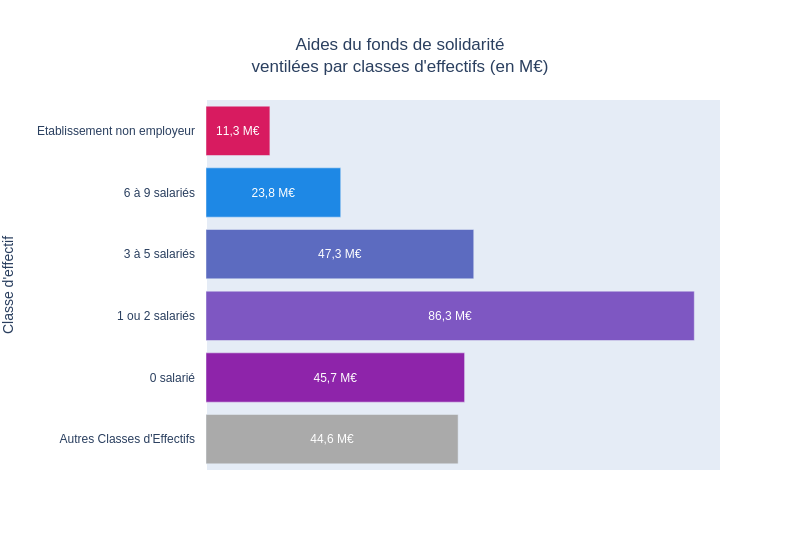 Aides du fonds de solidarité
ventilées par classes d'effectifs (en M€)
Classe d'effectif
Etablissement non employeur 11,3 M€
6 à 9 salariés 23,8 M€
3 à 5 salariés 47,3 M€
1 ou 2 salariés 86,3 M€
0 salarié 45,7 M€
Autres Classes d'Effectifs 44,6 M€